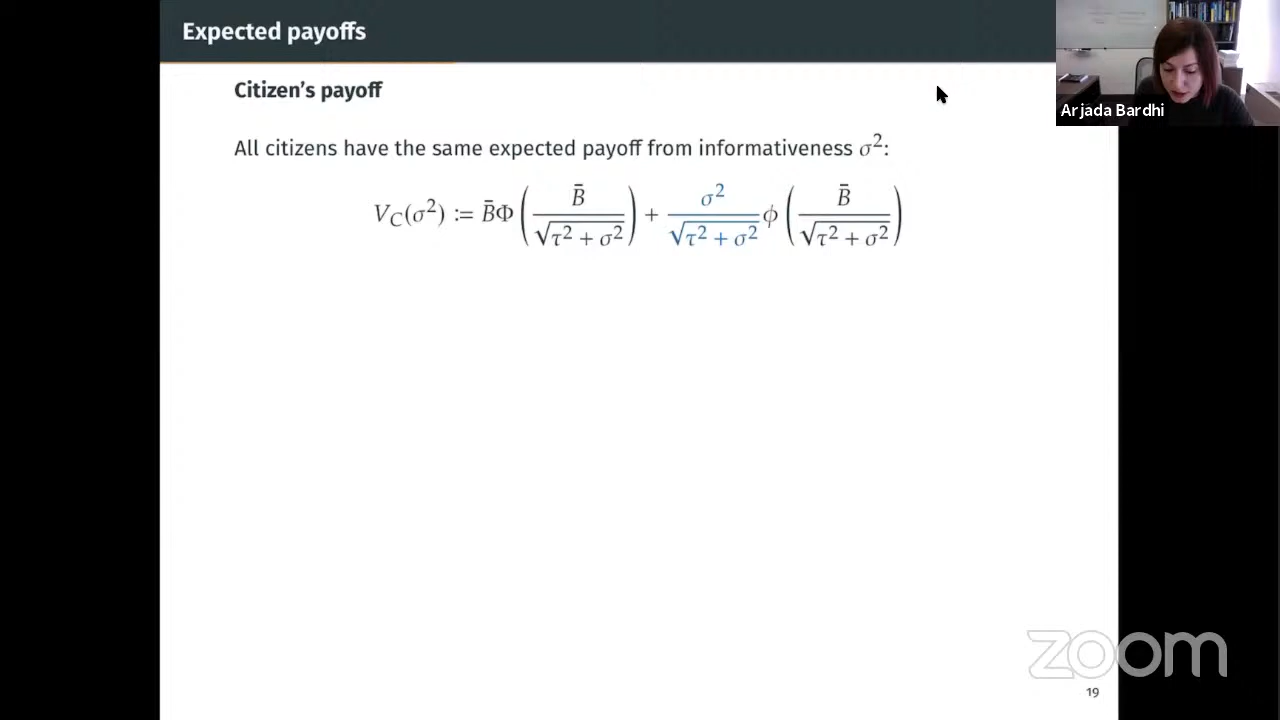 Expected payoffs
Arjada Bardhi
Citizen's payoff
All citizens have the same expected payoff from informativeness σ²:
V_C(σ²) := B̄Φ( B̄ / √(τ² + σ²) ) + σ² / √(τ² + σ²) ϕ( B̄ / √(τ² + σ²) )
zoom
19